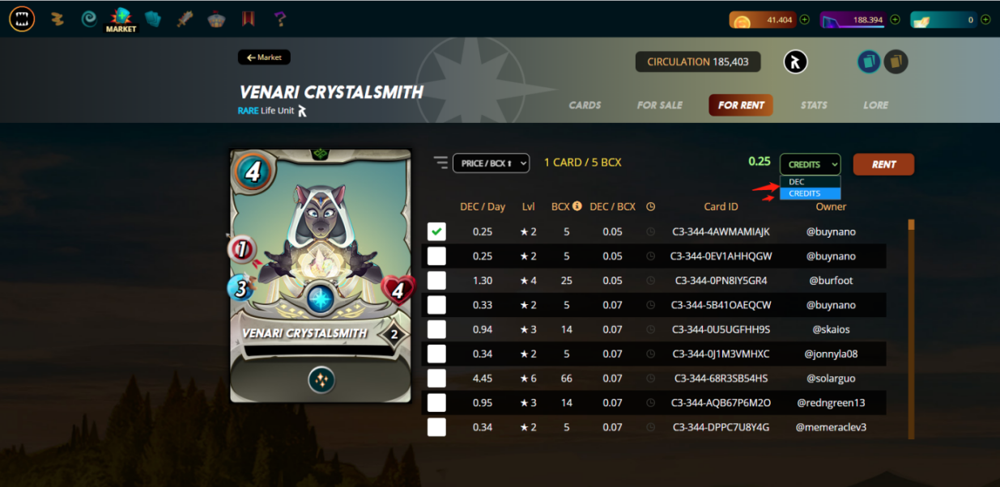 MARKET
41.404
188.394
0
← Market
CIRCULATION 185,403
VENARI CRYSTALSMITH
RARE Life Unit
CARDS
FOR SALE
FOR RENT
STATS
LORE
PRICE / BCX ⬆
1 CARD / 5 BCX
0.25
CREDITS
RENT
DEC
CREDITS
DEC / Day Lvl BCX DEC / BCX Card ID Owner
0.25 ★ 2 5 0.05 C3-344-4AWMAMIAJK @buynano
0.25 ★ 2 5 0.05 C3-344-0EV1AHHQGW @buynano
1.30 ★ 4 25 0.05 C3-344-0PN8IY5GR4 @burfoot
0.33 ★ 2 5 0.07 C3-344-5B41OAEQCW @buynano
0.94 ★ 3 14 0.07 C3-344-0U5UGFHH9S @skaios
0.34 ★ 2 5 0.07 C3-344-0J1M3VMHXC @jonnyla08
4.45 ★ 6 66 0.07 C3-344-68R3SB54HS @solarguo
0.95 ★ 3 14 0.07 C3-344-AQB67P6M2O @redngreen13
0.34 ★ 2 5 0.07 C3-344-DPPC7U8Y4G @memeraclev3
4
1
3
4
VENARI CRYSTALSMITH
2